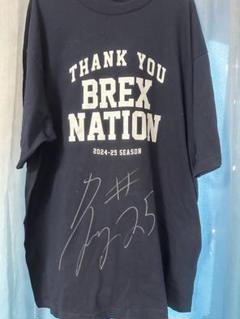 THANK YOU
BREX
NATION
2024-25 SEASON
#
25